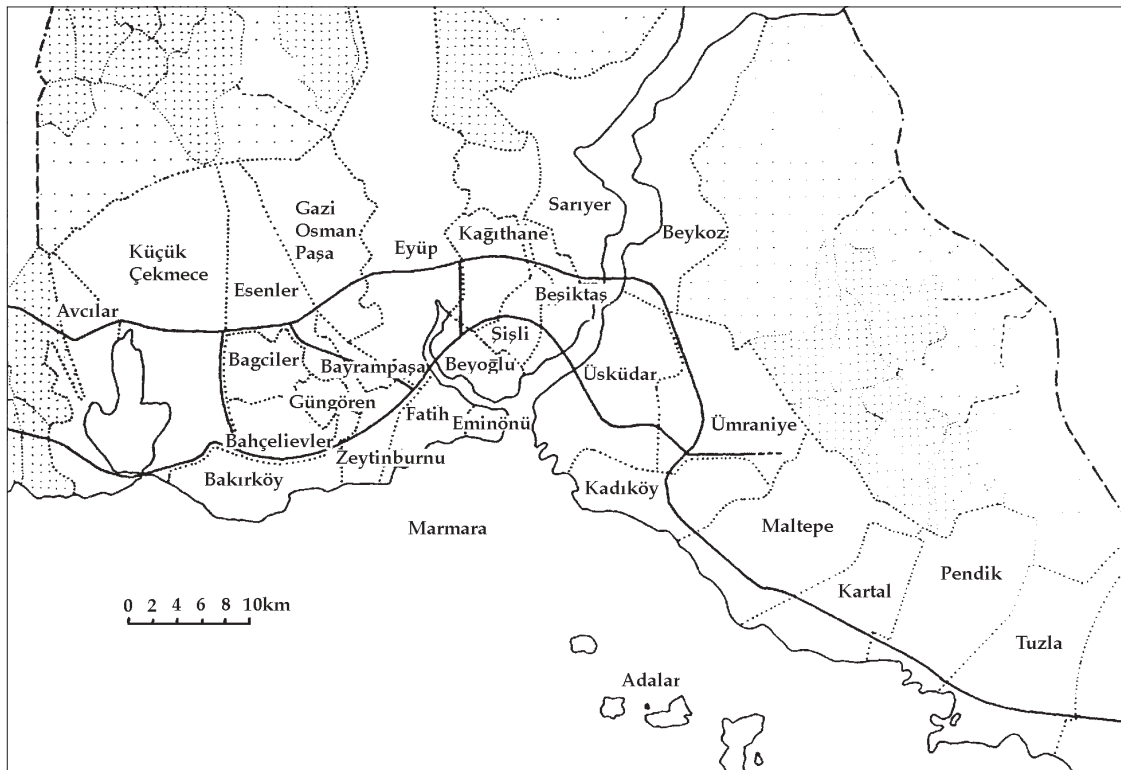 Sarıyer
Gazi
Osman
Paşa
Kağıthane
Beykoz
Eyüp
Küçük
Çekmece
Esenler
Beşiktaş
Avcılar
Şişli
Bagciler
Bayrampaşa
Beyoğlu
Üsküdar
Güngören
Fatih
Eminönü
Ümraniye
Bahçelievler
Zeytinburnu
Bakırköy
Kadıköy
Marmara
Maltepe
Pendik
Kartal
0 2 4 6 8 10km
Tuzla
Adalar